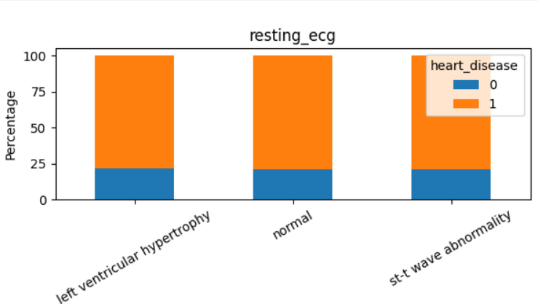 resting_ecg
100
75
50
25
0
Percentage
heart_disease
0
1
left ventricular hypertrophy
normal
st-t wave abnormality